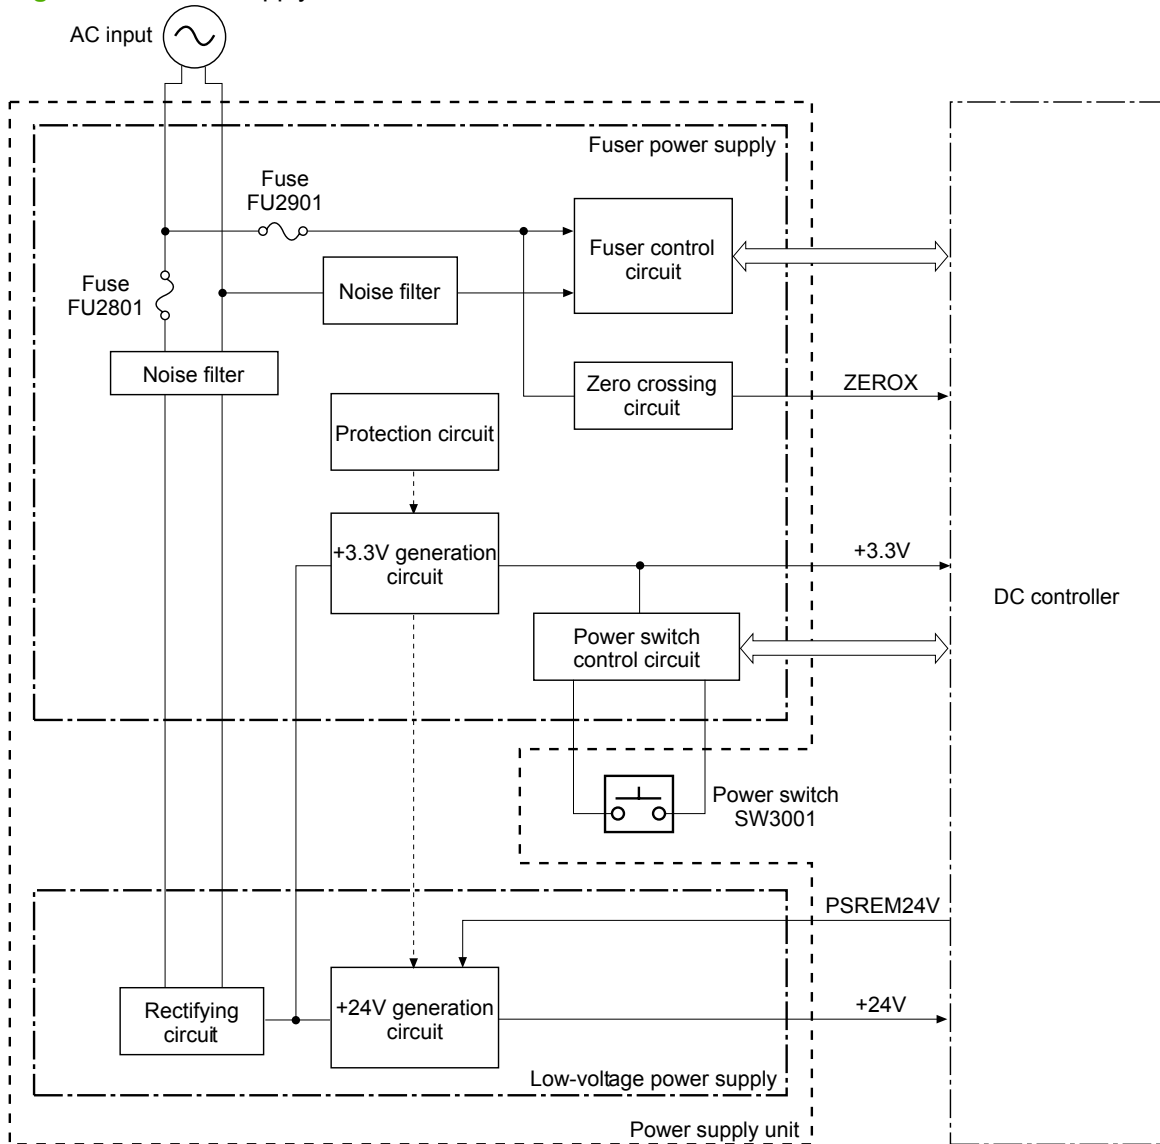 AC input
Fuser power supply
Fuse
FU2901
Fuser control
circuit
Fuse
FU2801
Noise filter
Noise filter
Zero crossing
circuit
ZEROX
Protection circuit
+3.3V generation
circuit
+3.3V
DC controller
Power switch
control circuit
Power switch
SW3001
PSREM24V
Rectifying
circuit
+24V generation
circuit
+24V
Low-voltage power supply
Power supply unit